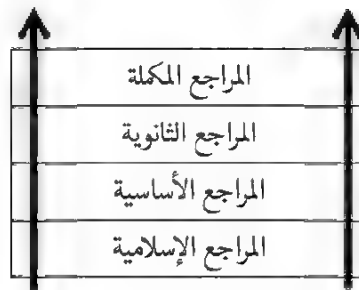 المراجع المكملة
المراجع الثانوية
المراجع الأساسية
المراجع الإسلامية